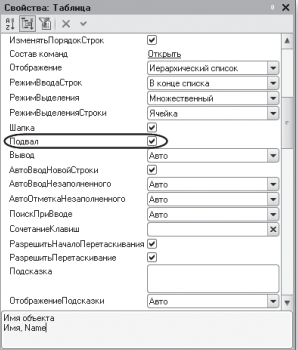 Свойства: Таблица
ИзменятьПорядокСтрок
Состав команд Открыть
Отображение Иерархический список
РежимВводаСтрок В конце списка
РежимВыделения Множественный
РежимВыделенияСтроки Ячейка
Шапка
Подвал
Вывод Авто
АвтоВводНовойСтроки
АвтоВводНезаполненного Авто
АвтоОтметкаНезаполненного Авто
ПоискПриВводе Авто
СочетаниеКлавиш
РазрешитьНачалоПеретаскивания
РазрешитьПеретаскивание
Подсказка
ОтображениеПодсказки Авто
Имя объекта
Имя, Name